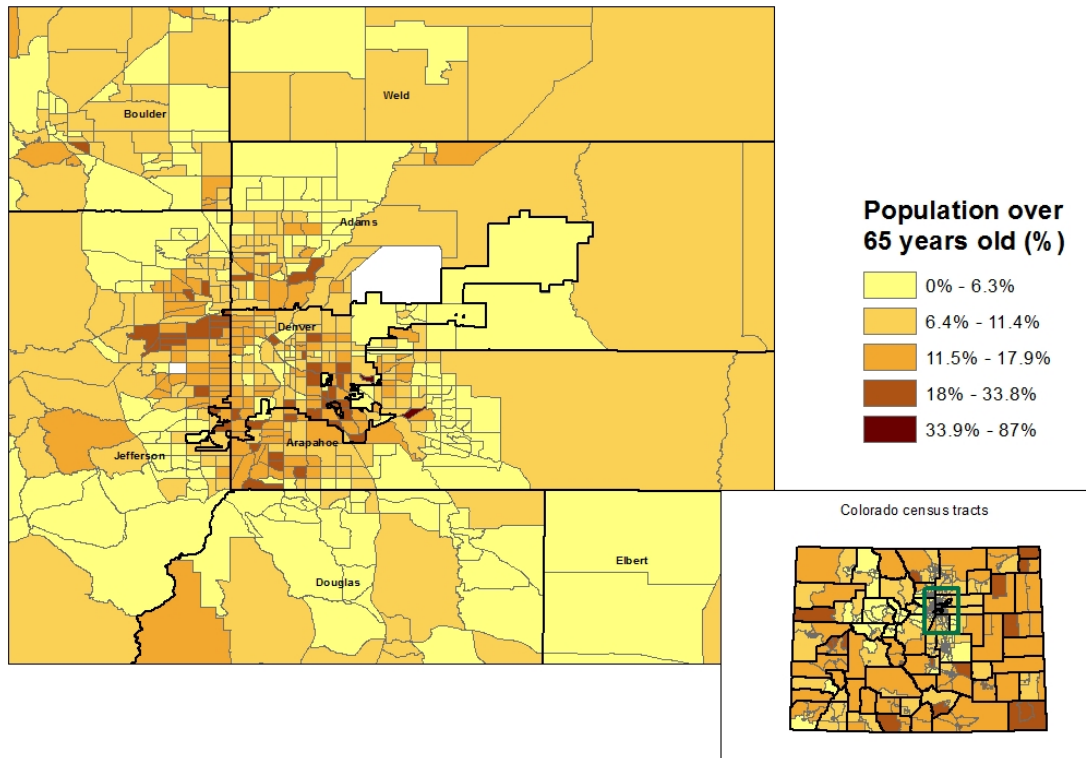 Weld
Boulder
Adams
Denver
Arapahoe
Jefferson
Douglas
Elbert
Population over
65 years old (%)
0% - 6.3%
6.4% - 11.4%
11.5% - 17.9%
18% - 33.8%
33.9% - 87%
Colorado census tracts